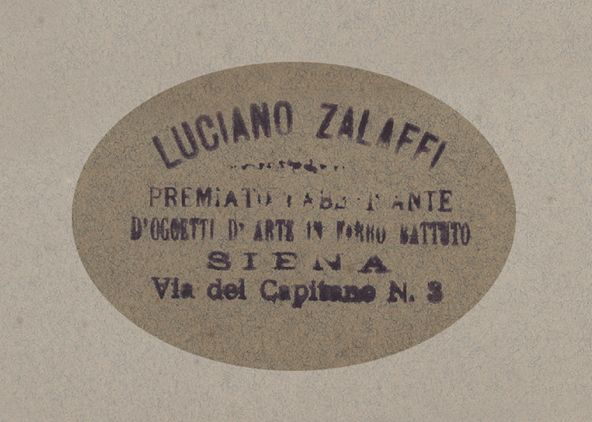 LUCIANO ZALAFFI
PREMIATO FABBRICANTE
D'OGGETTI D'ARTE IN FERRO BATTUTO
SIENA
Via del Capitano N. 3